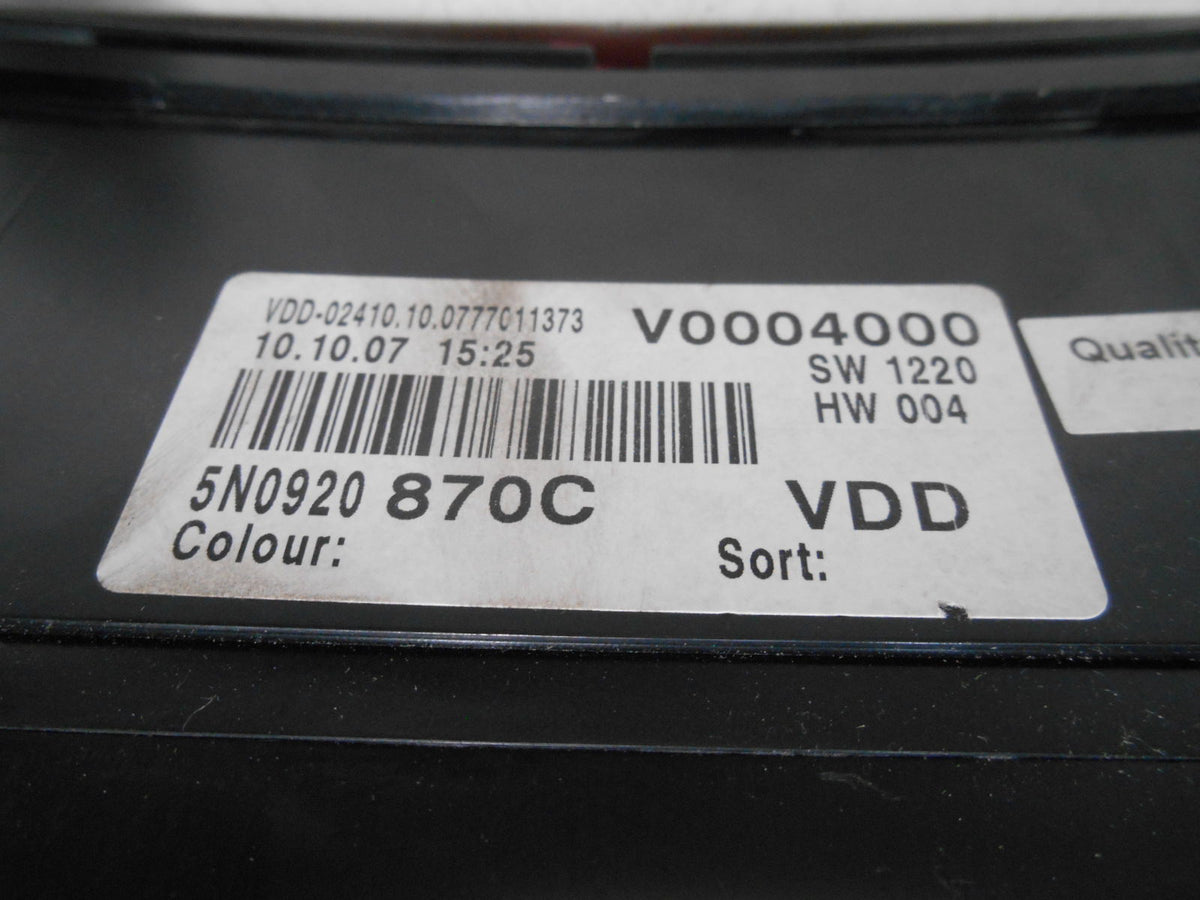 VDD-02410.10.0777011373
10.10.07 15:25
V0004000
SW 1220
HW 004
5N0920 870C
VDD
Colour:
Sort:
Qualit